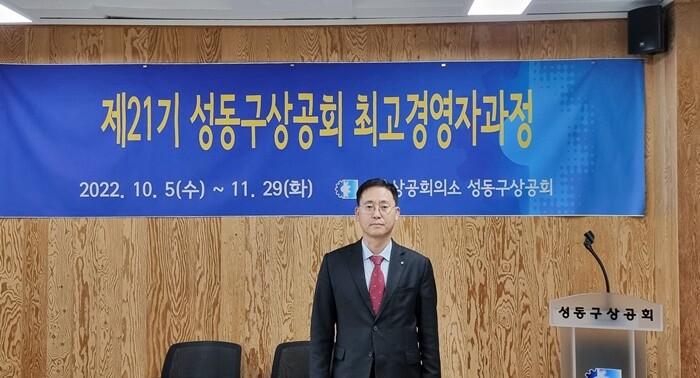 제21기 성동구상공회 최고경영자과정
2022. 10. 5(수) ~ 11. 29(화)
상공회의소 성동구상공회
성동구상공회